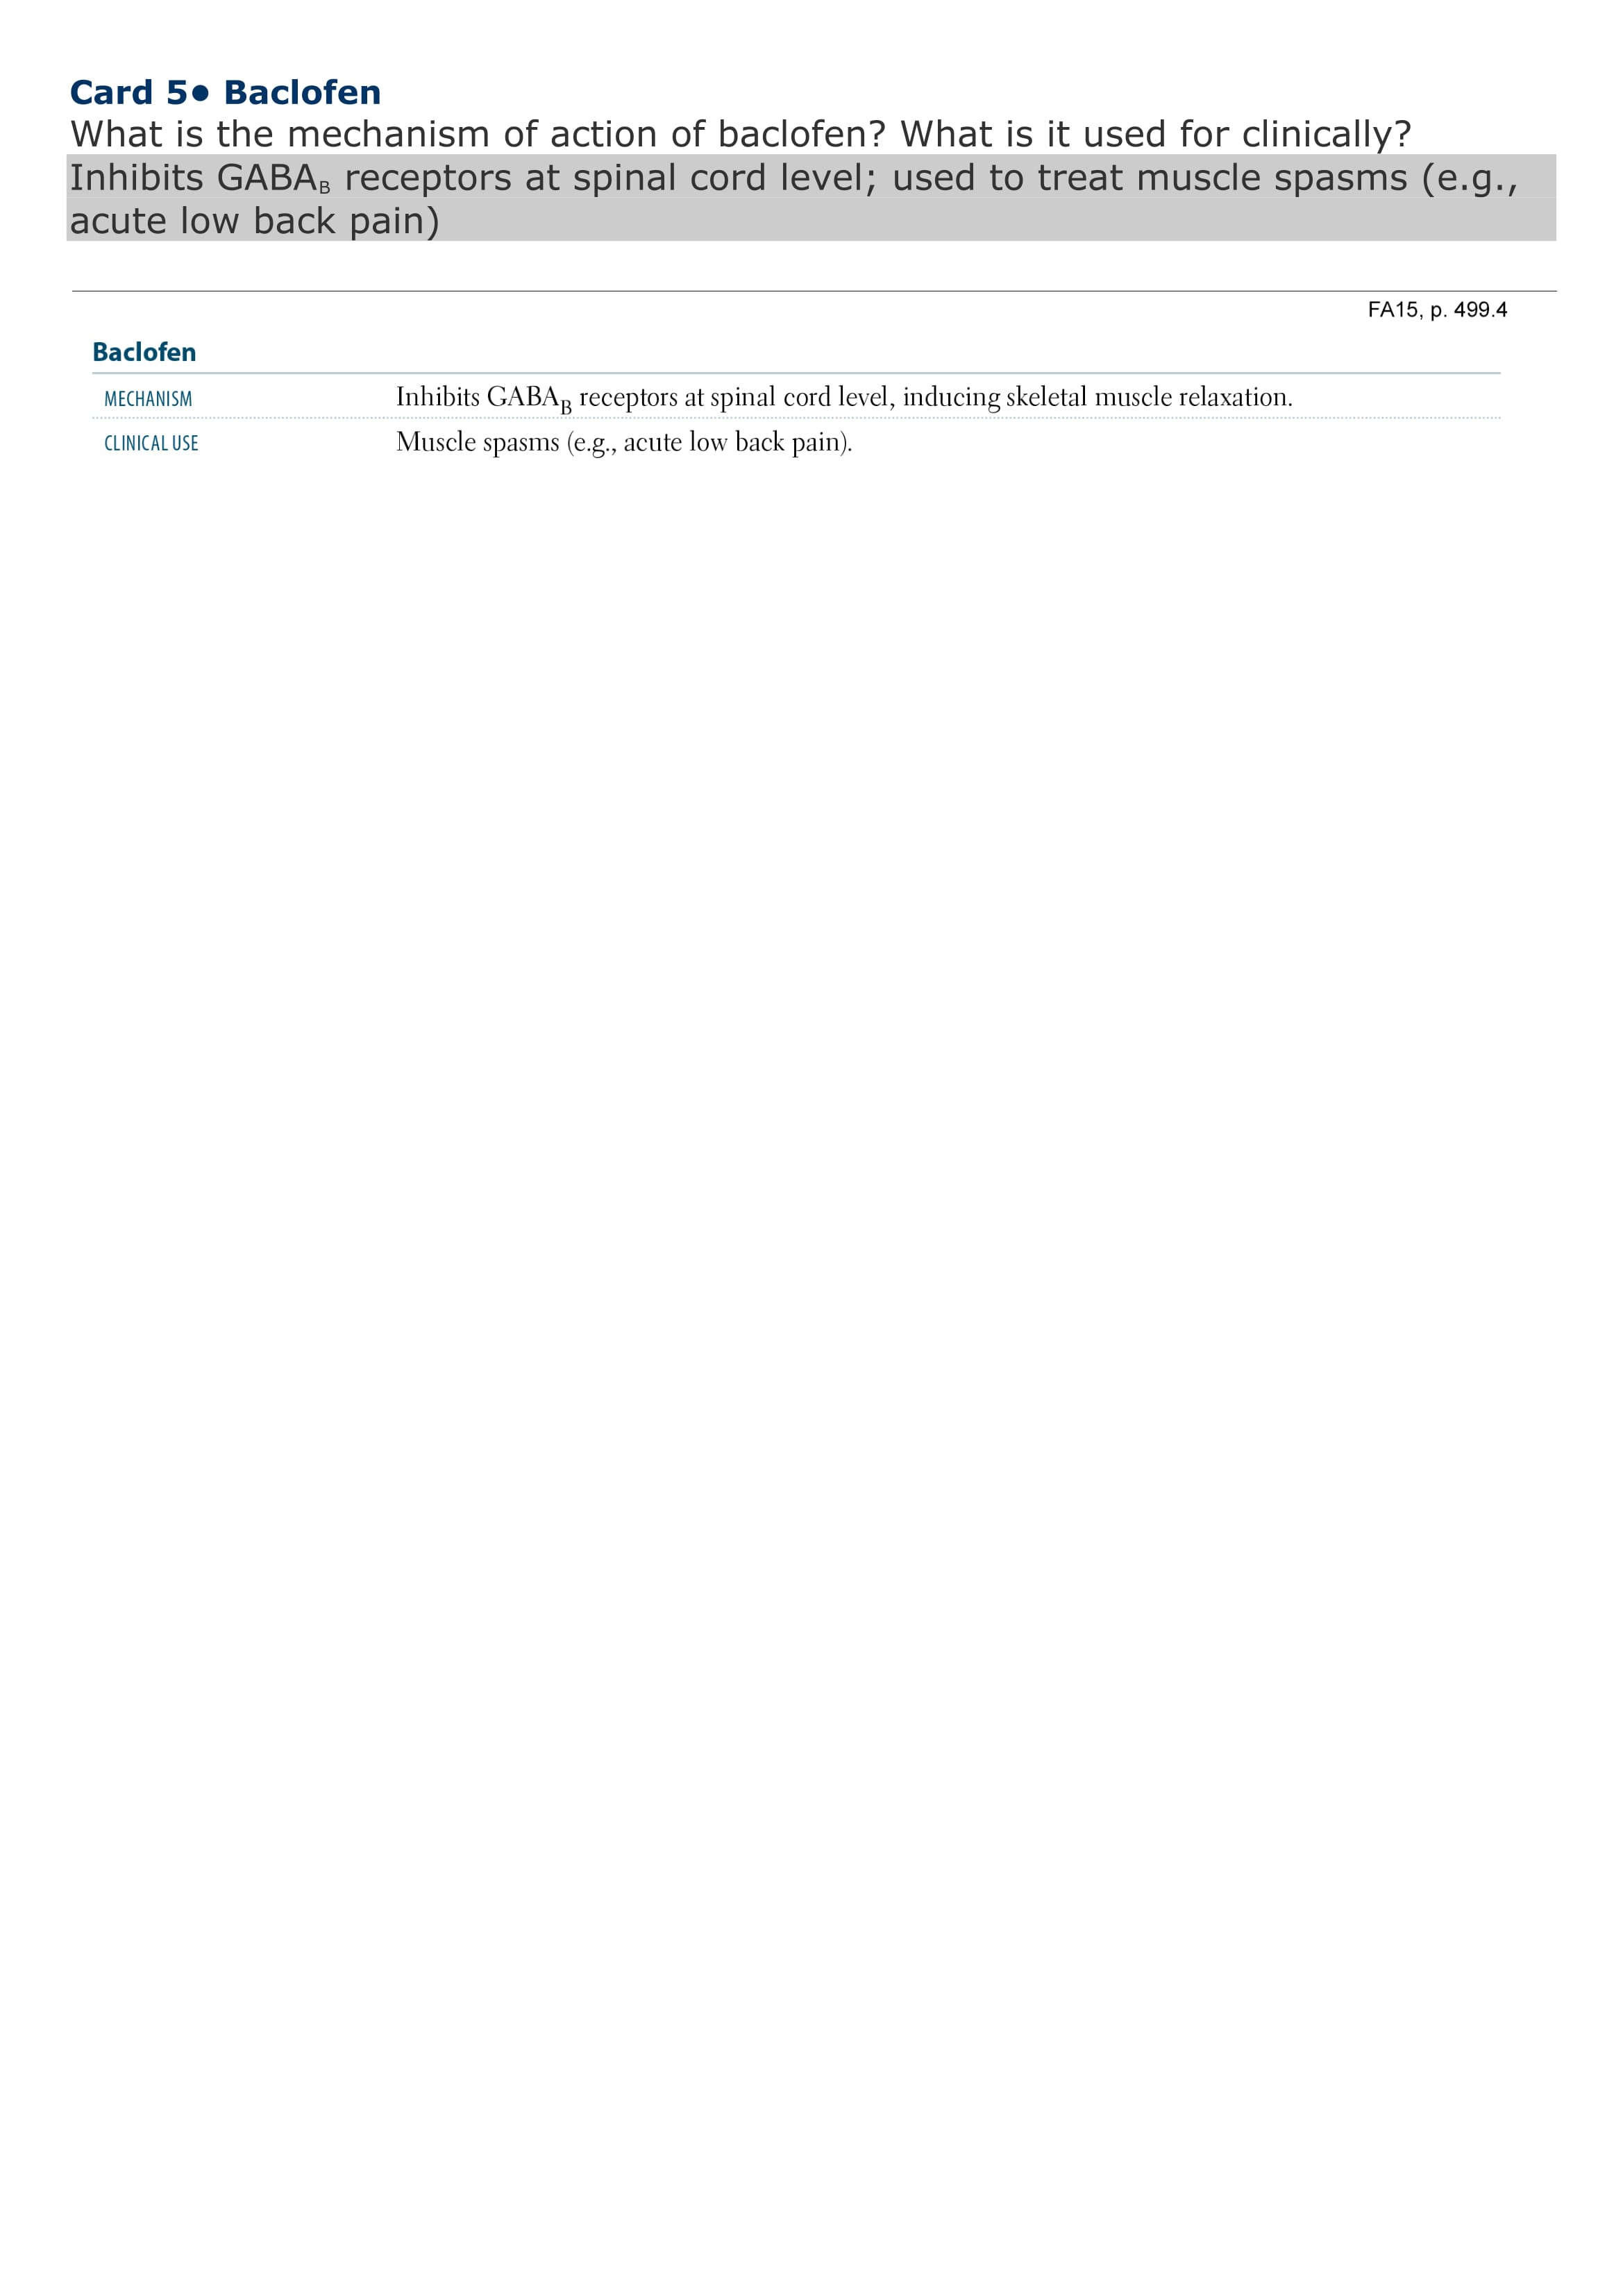 Card 5• Baclofen
What is the mechanism of action of baclofen? What is it used for clinically?
Inhibits GABAB receptors at spinal cord level; used to treat muscle spasms (e.g.,
acute low back pain)
FA15, p. 499.4
Baclofen
MECHANISM Inhibits GABAB receptors at spinal cord level, inducing skeletal muscle relaxation.
CLINICAL USE Muscle spasms (e.g., acute low back pain).